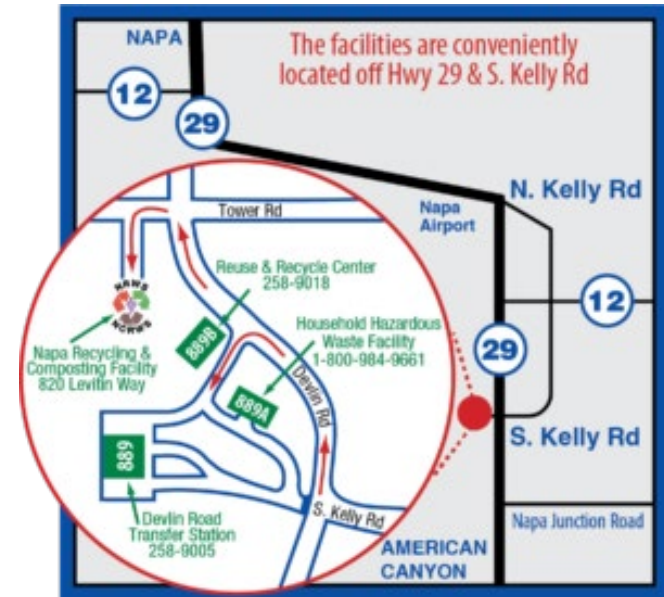 NAPA
The facilities are conveniently
located off Hwy 29 & S. Kelly Rd
12
29
N. Kelly Rd
Napa
Airport
Tower Rd
Reuse & Recycle Center
258-9018
12
NRWS
NCRWS
889B
Household Hazardous
Waste Facility
1-800-984-9661
29
Napa Recycling &
Composting Facility
820 Levitin Way
Devlin Rd
889A
S. Kelly Rd
889
S. Kelly Rd
Devlin Road
Transfer Station
258-9005
Napa Junction Road
AMERICAN
CANYON